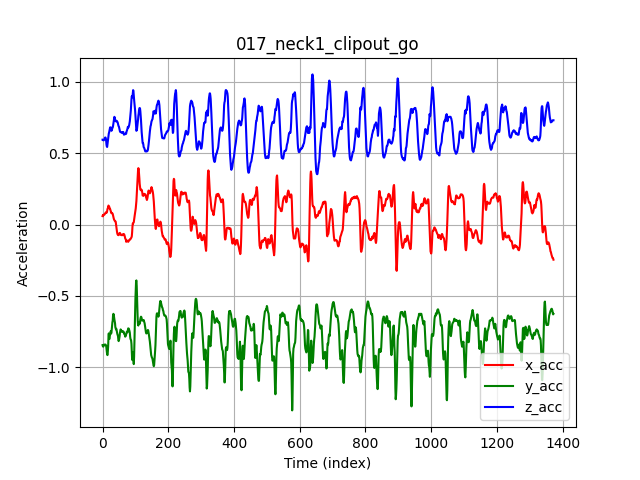 017_neck1_clipout_go
1.0
0.5
0.0
−0.5
−1.0
Acceleration
0 200 400 600 800 1000 1200 1400
Time (index)
x_acc
y_acc
z_acc